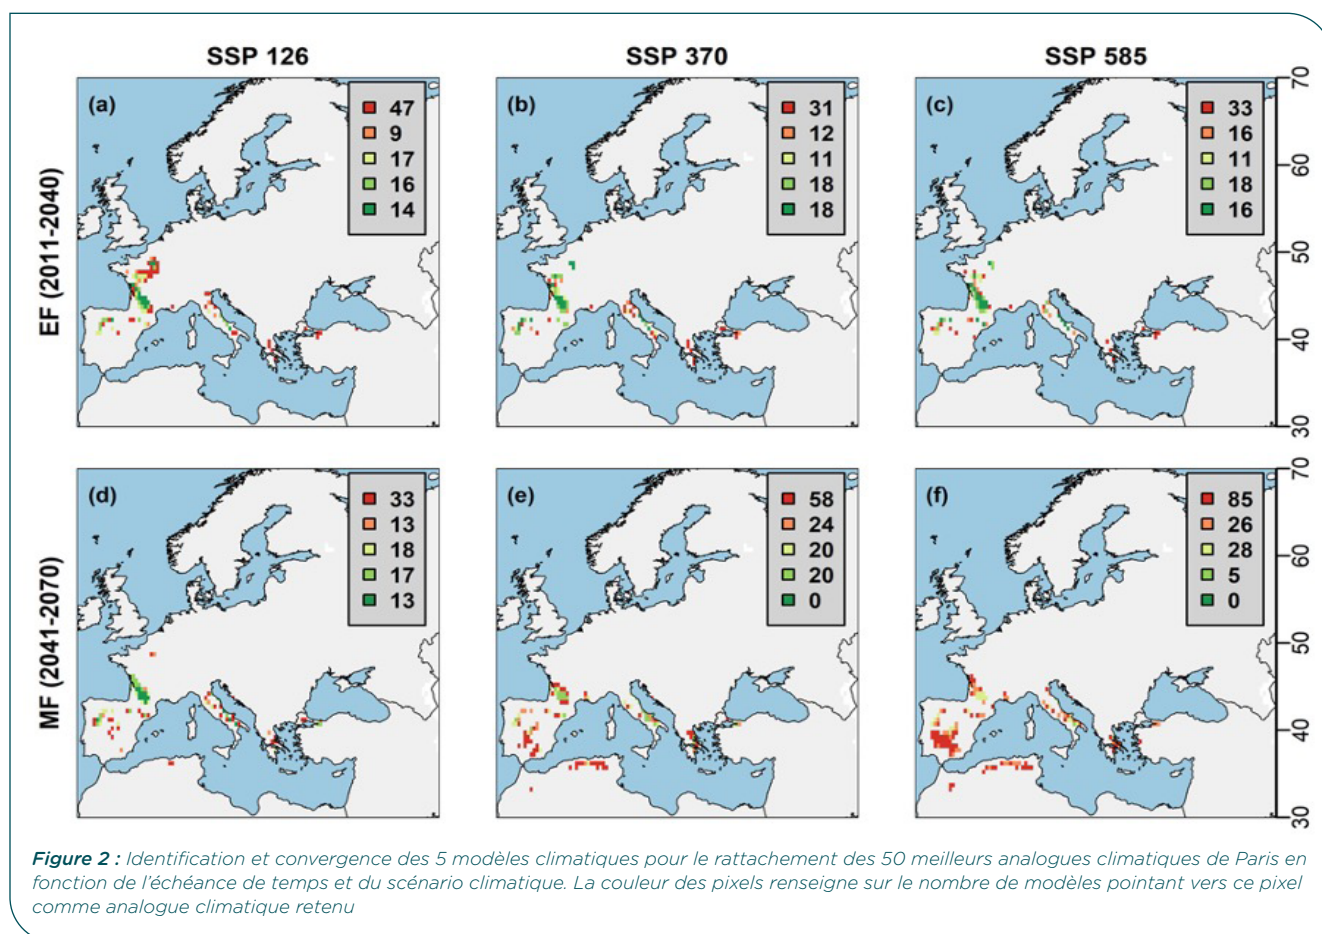 SSP 126
SSP 370
SSP 585
EF (2011-2040)
(a)
47
9
17
16
14
(b)
31
12
11
18
18
(c)
33
16
11
18
16
70
60
50
40
30
MF (2041-2070)
(d)
33
13
18
17
13
(e)
58
24
20
20
0
(f)
85
26
28
5
0
70
60
50
40
30
Figure 2 : Identification et convergence des 5 modèles climatiques pour le rattachement des 50 meilleurs analogues climatiques de Paris en
fonction de l'échéance de temps et du scénario climatique. La couleur des pixels renseigne sur le nombre de modèles pointant vers ce pixel
comme analogue climatique retenu